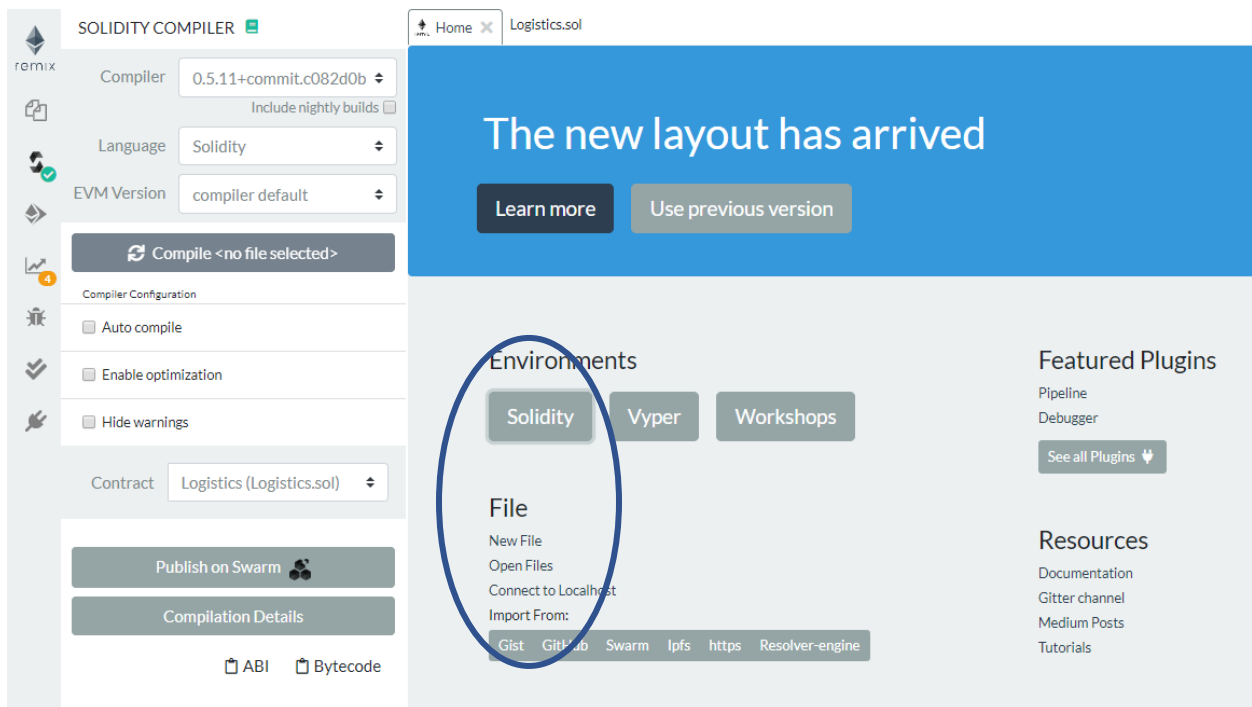 remix
4
SOLIDITY COMPILER
Compiler 0.5.11+commit.c082d0b
Include nightly builds
Language Solidity
EVM Version compiler default
Compile <no file selected>
Compiler Configuration
Auto compile
Enable optimization
Hide warnings
Contract Logistics (Logistics.sol)
Publish on Swarm
Compilation Details
ABI Bytecode
Home Logistics.sol
The new layout has arrived
Learn more Use previous version
Environments
Solidity Vyper Workshops
File
New File
Open Files
Connect to Localhost
Import From:
Gist GitHub Swarm Ipfs https Resolver-engine
Featured Plugins
Pipeline
Debugger
See all Plugins
Resources
Documentation
Gitter channel
Medium Posts
Tutorials